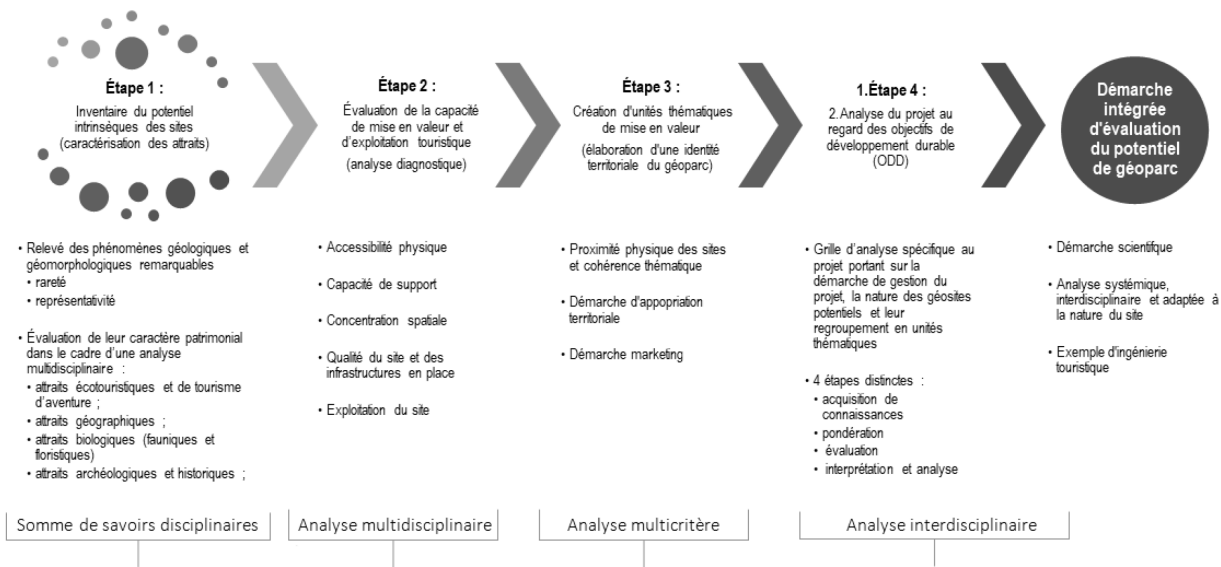 Étape 1 :
Inventaire du potentiel
intrinsèques des sites
(caractérisation des attraits)
Étape 2 :
Évaluation de la capacité
de mise en valeur et
d'exploitation touristique
(analyse diagnostique)
Étape 3 :
Création d'unités thématiques
de mise en valeur
(élaboration d'une identité
territoriale du géoparc)
1.Étape 4 :
2.Analyse du projet au
regard des objectifs de
développement durable
(ODD)
Démarche
intégrée
d'évaluation
du potentiel
de géoparc
• Relevé des phénomènes géologiques et
géomorphologiques remarquables
• rareté
• représentativité
• Évaluation de leur caractère patrimonial
dans le cadre d'une analyse
multidisciplinaire :
• attraits écotouristiques et de tourisme
d'aventure ;
• attraits géographiques ;
• attraits biologiques (fauniques et
floristiques)
• attraits archéologiques et historiques ;
• Accessibilité physique
• Capacité de support
• Concentration spatiale
• Qualité du site et des
infrastructures en place
• Exploitation du site
• Proximité physique des sites
et cohérence thématique
• Démarche d'appopriation
territoriale
• Démarche marketing
• Grille d'analyse spécifique au
projet portant sur la
démarche de gestion du
projet, la nature des géosites
potentiels et leur
regroupement en unités
thématiques
• 4 étapes distinctes :
• acquisition de
connaissances
• pondération
• évaluation
• interprétation et analyse
• Démarche scientifque
• Analyse systémique,
interdisciplinaire et adaptée à
la nature du site
• Exemple d'ingénierie
touristique
Somme de savoirs disciplinaires
Analyse multidisciplinaire
Analyse multicritère
Analyse interdisciplinaire